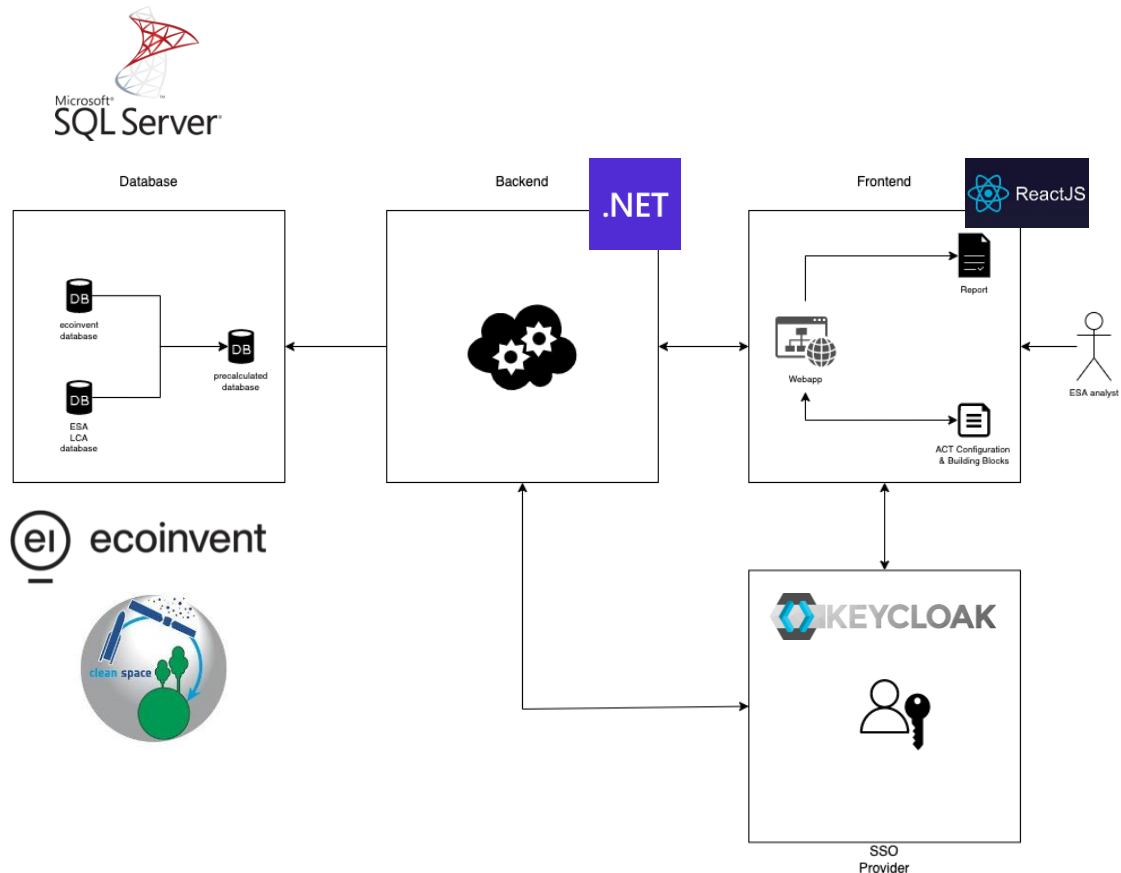 Microsoft®
SQL Server®
Database
Backend
.NET
Frontend
ReactJS
DB
ecoinvent
database
DB
precalculated
database
DB
ESA
LCA
database
Report
Webapp
ACT Configuration
& Building Blocks
ESA analyst
ei ecoinvent
clean space
KEYCLOAK
SSO
Provider